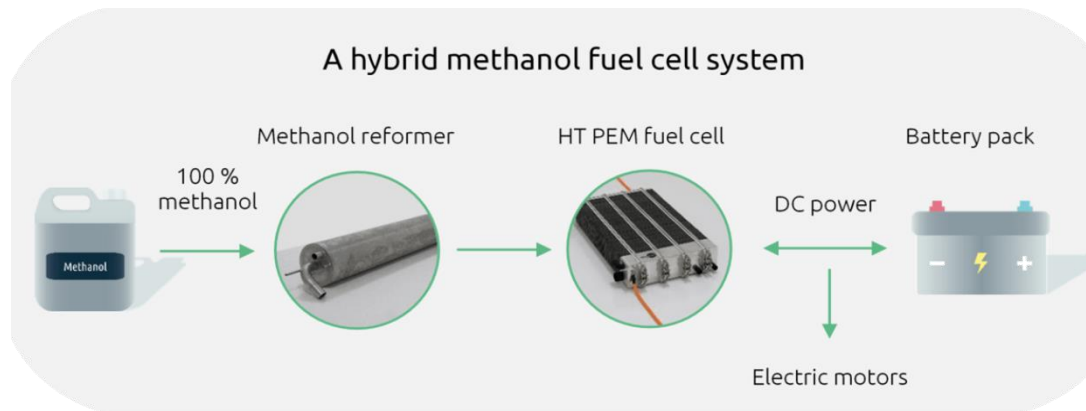 A hybrid methanol fuel cell system
Methanol reformer
HT PEM fuel cell
Battery pack
100 %
methanol
DC power
Methanol
− +
Electric motors